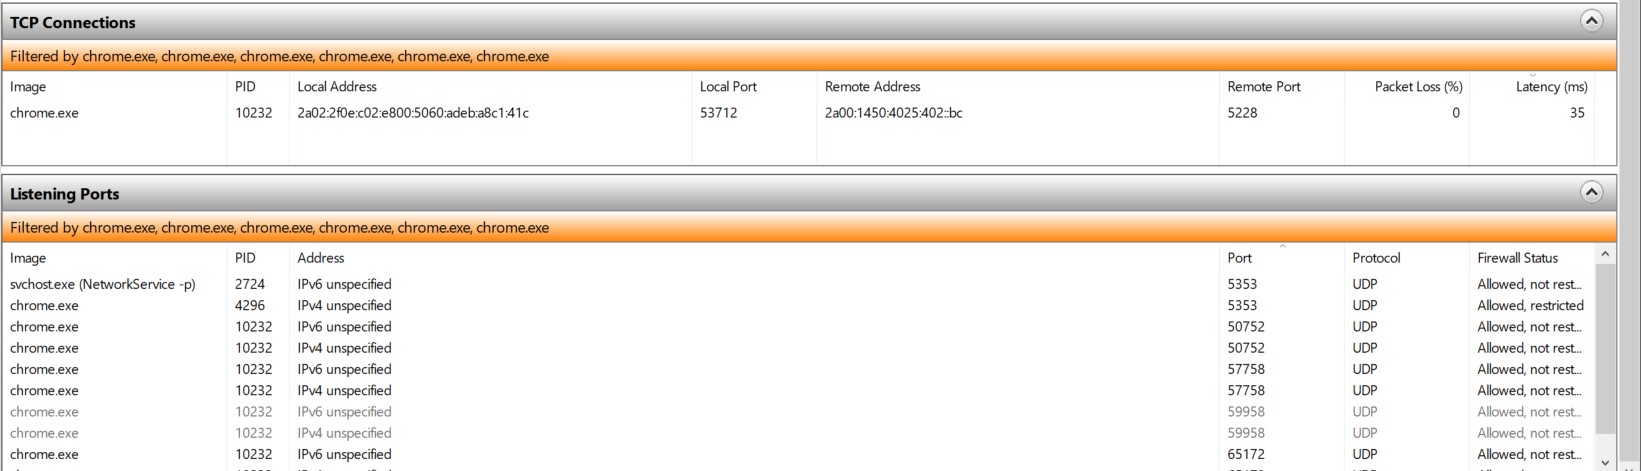 TCP Connections
Filtered by chrome.exe, chrome.exe, chrome.exe, chrome.exe, chrome.exe, chrome.exe
Image PID Local Address Local Port Remote Address Remote Port Packet Loss (%) Latency (ms)
chrome.exe 10232 2a02:2f0e:c02:e800:5060:adeb:a8c1:41c 53712 2a00:1450:4025:402::bc 5228 0 35
Listening Ports
Filtered by chrome.exe, chrome.exe, chrome.exe, chrome.exe, chrome.exe, chrome.exe
Image PID Address Port Protocol Firewall Status
svchost.exe (NetworkService -p) 2724 IPv6 unspecified 5353 UDP Allowed, not rest...
chrome.exe 4296 IPv4 unspecified 5353 UDP Allowed, restricted
chrome.exe 10232 IPv6 unspecified 50752 UDP Allowed, not rest...
chrome.exe 10232 IPv4 unspecified 50752 UDP Allowed, not rest...
chrome.exe 10232 IPv6 unspecified 57758 UDP Allowed, not rest...
chrome.exe 10232 IPv4 unspecified 57758 UDP Allowed, not rest...
chrome.exe 10232 IPv6 unspecified 59958 UDP Allowed, not rest...
chrome.exe 10232 IPv4 unspecified 59958 UDP Allowed, not rest...
chrome.exe 10232 IPv6 unspecified 65172 UDP Allowed, not rest...